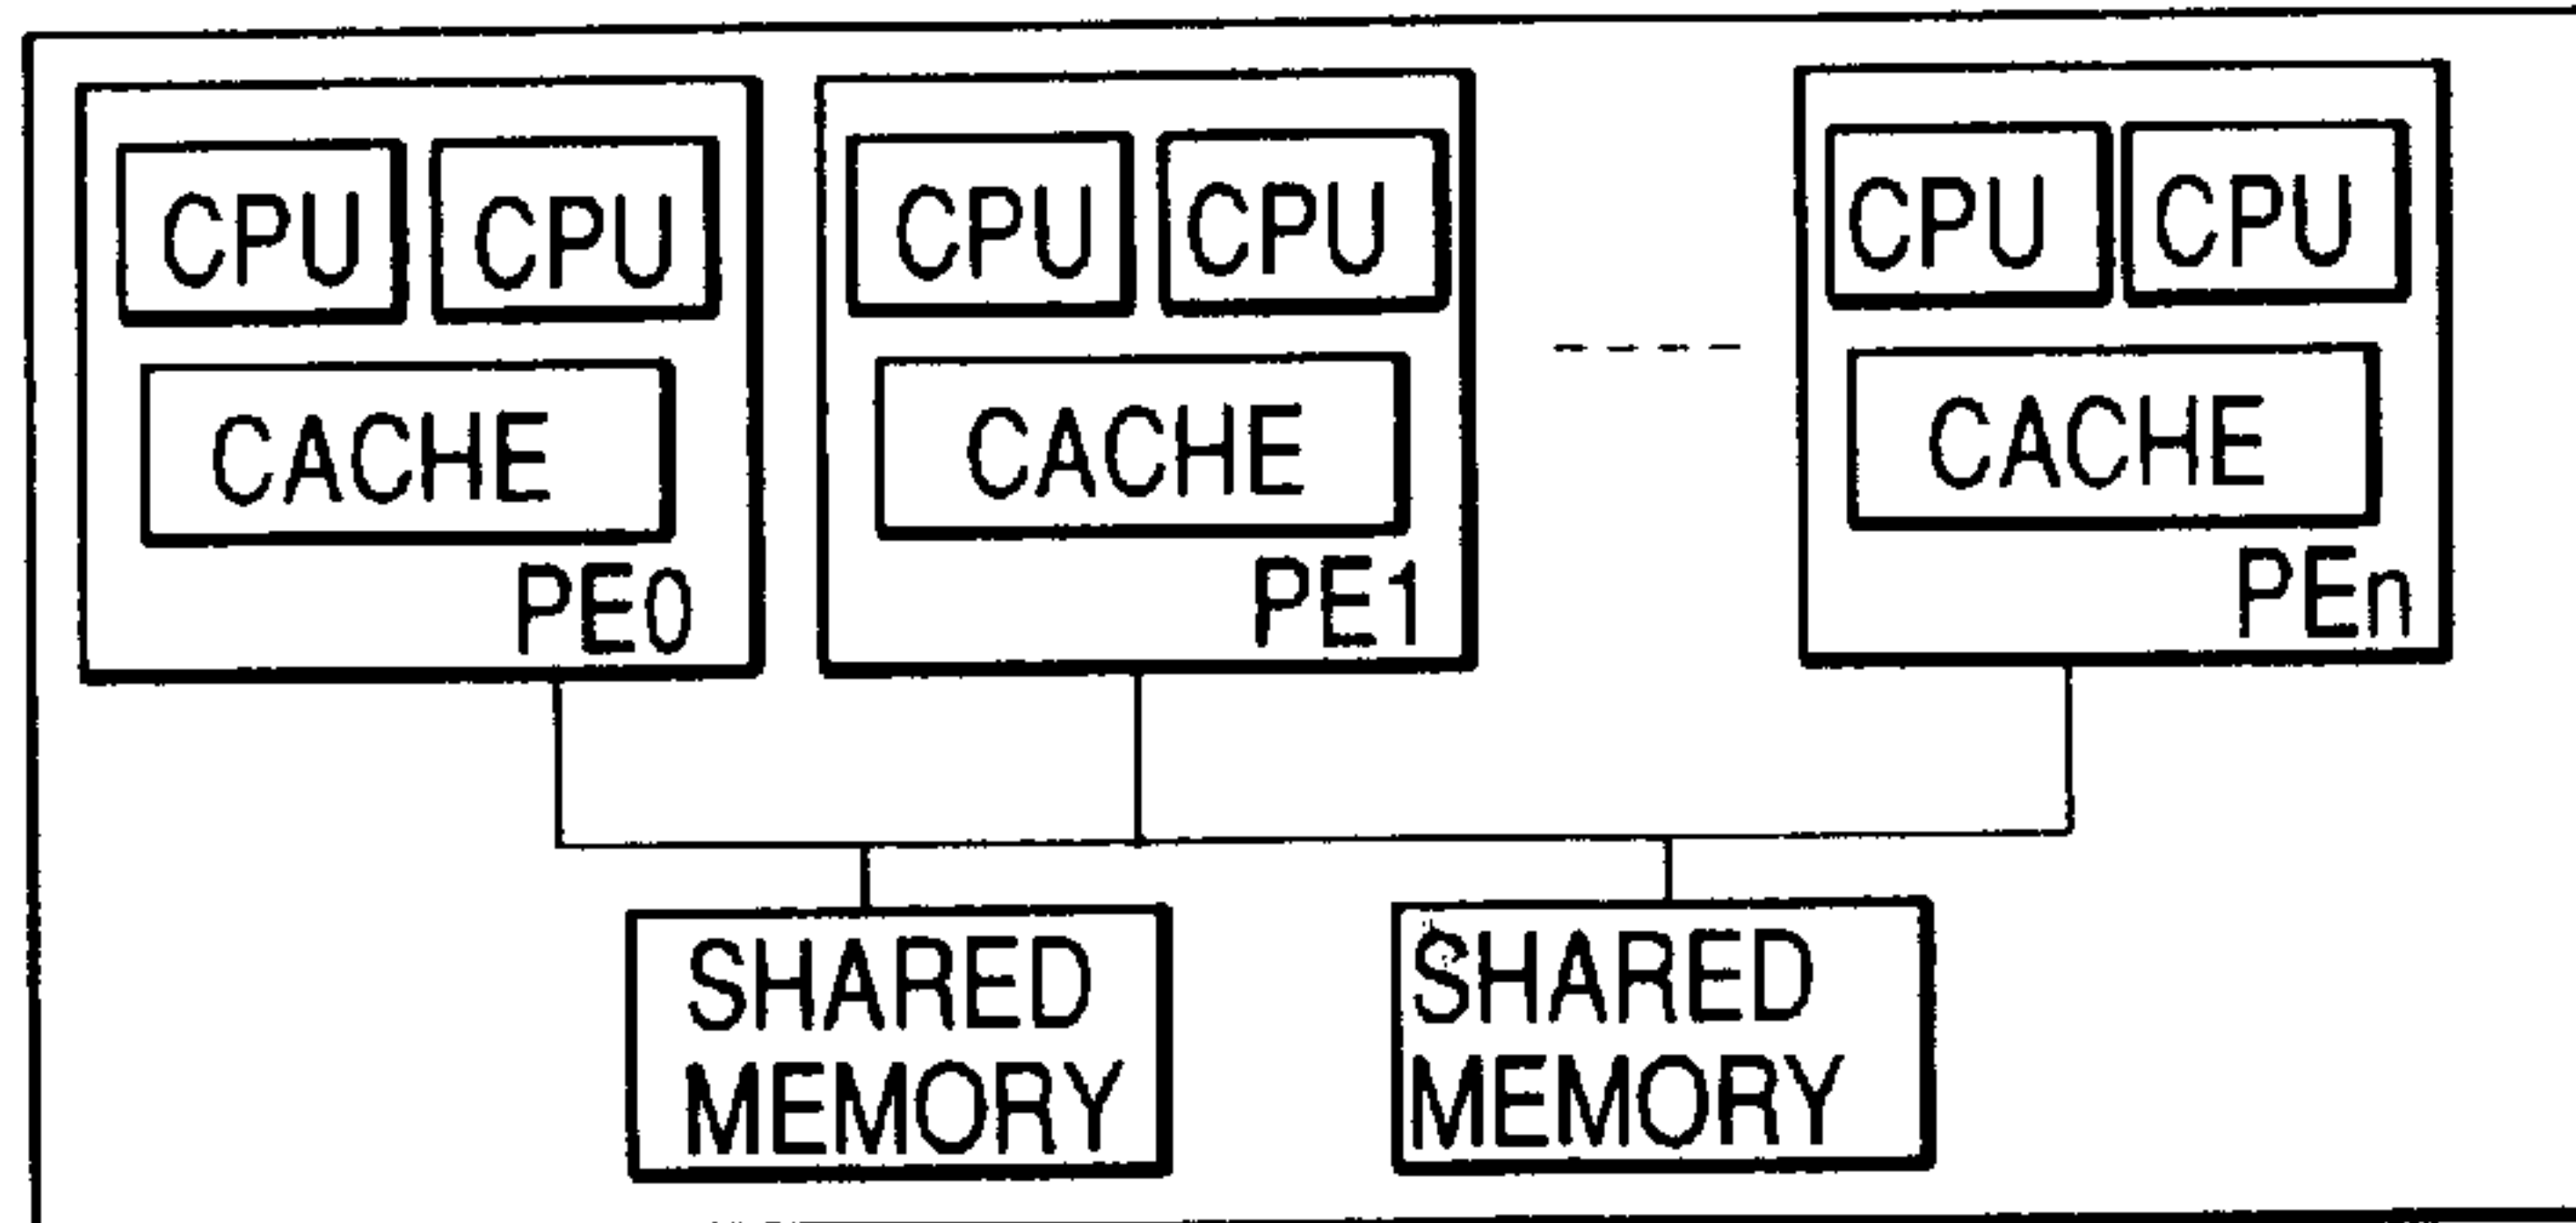 CPU CPU
CACHE
PE0
CPU CPU
CACHE
PE1
CPU CPU
CACHE
PEn
SHARED
MEMORY
SHARED
MEMORY